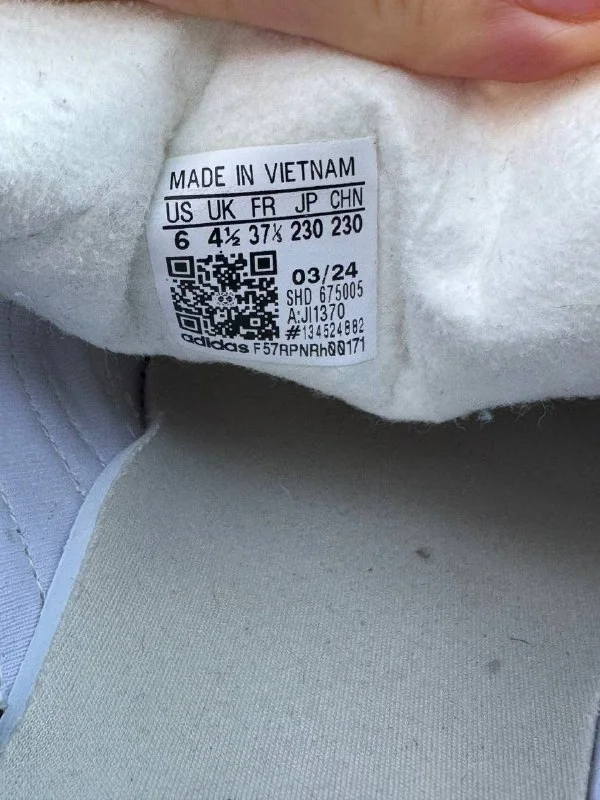 MADE IN VIETNAM
US UK FR JP CHN
6 4½ 37⅓ 230 230
03/24
SHD 675005
A:JI1370
#134524882
adidas F57RPNRh00171